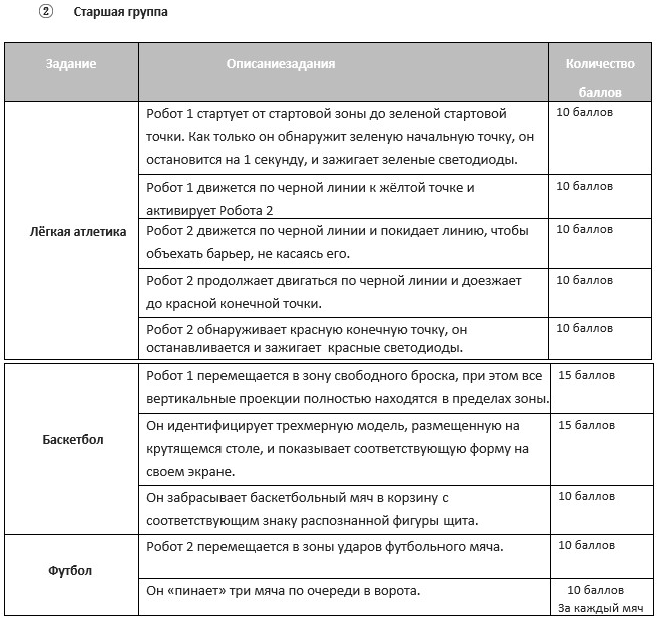 ② Старшая группа
Задание Описаниезадания Количество
баллов
Робот 1 стартует от стартовой зоны до зеленой стартовой 10 баллов
точки. Как только он обнаружит зеленую начальную точку, он
остановится на 1 секунду, и зажигает зеленые светодиоды.
Робот 1 движется по черной линии к жёлтой точке и 10 баллов
активирует Робота 2
Лёгкая атлетика Робот 2 движется по черной линии и покидает линию, чтобы 10 баллов
объехать барьер, не касаясь его.
Робот 2 продолжает двигаться по черной линии и доезжает 10 баллов
до красной конечной точки.
Робот 2 обнаруживает красную конечную точку, он 10 баллов
останавливается и зажигает красные светодиоды.
Робот 1 перемещается в зону свободного броска, при этом все 15 баллов
вертикальные проекции полностью находятся в пределах зоны.
Он идентифицирует трехмерную модель, размещенную на 15 баллов
Баскетбол крутящемся столе, и показывает соответствующую форму на
своем экране.
Он забрасывает баскетбольный мяч в корзину с 10 баллов
соответствующим знаку распознанной фигуры щита.
Робот 2 перемещается в зоны ударов футбольного мяча. 10 баллов
Футбол
Он «пинает» три мяча по очереди в ворота. 10 баллов
За каждый мяч